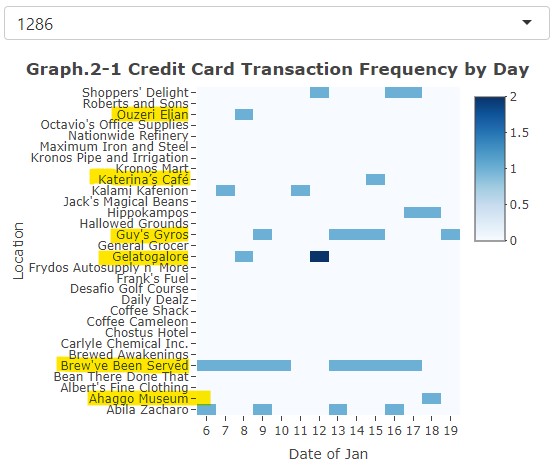 1286
Graph.2-1 Credit Card Transaction Frequency by Day
Shoppers' Delight
Roberts and Sons
Ouzeri Elian
Octavio's Office Supplies
Nationwide Refinery
Maximum Iron and Steel
Kronos Pipe and Irrigation
Kronos Mart
Katerina's Café
Kalami Kafenion
Jack's Magical Beans
Hippokampos
Hallowed Grounds
Guy's Gyros
General Grocer
Gelatogalore
Frydos Autosupply n' More
Frank's Fuel
Desafio Golf Course
Daily Dealz
Coffee Shack
Coffee Cameleon
Chostus Hotel
Carlyle Chemical Inc.
Brewed Awakenings
Brew've Been Served
Bean There Done That
Albert's Fine Clothing
Ahaggo Museum
Abila Zacharo
Location
6 7 8 9 10 11 12 13 14 15 16 17 18 19
Date of Jan
2
1.5
1
0.5
0